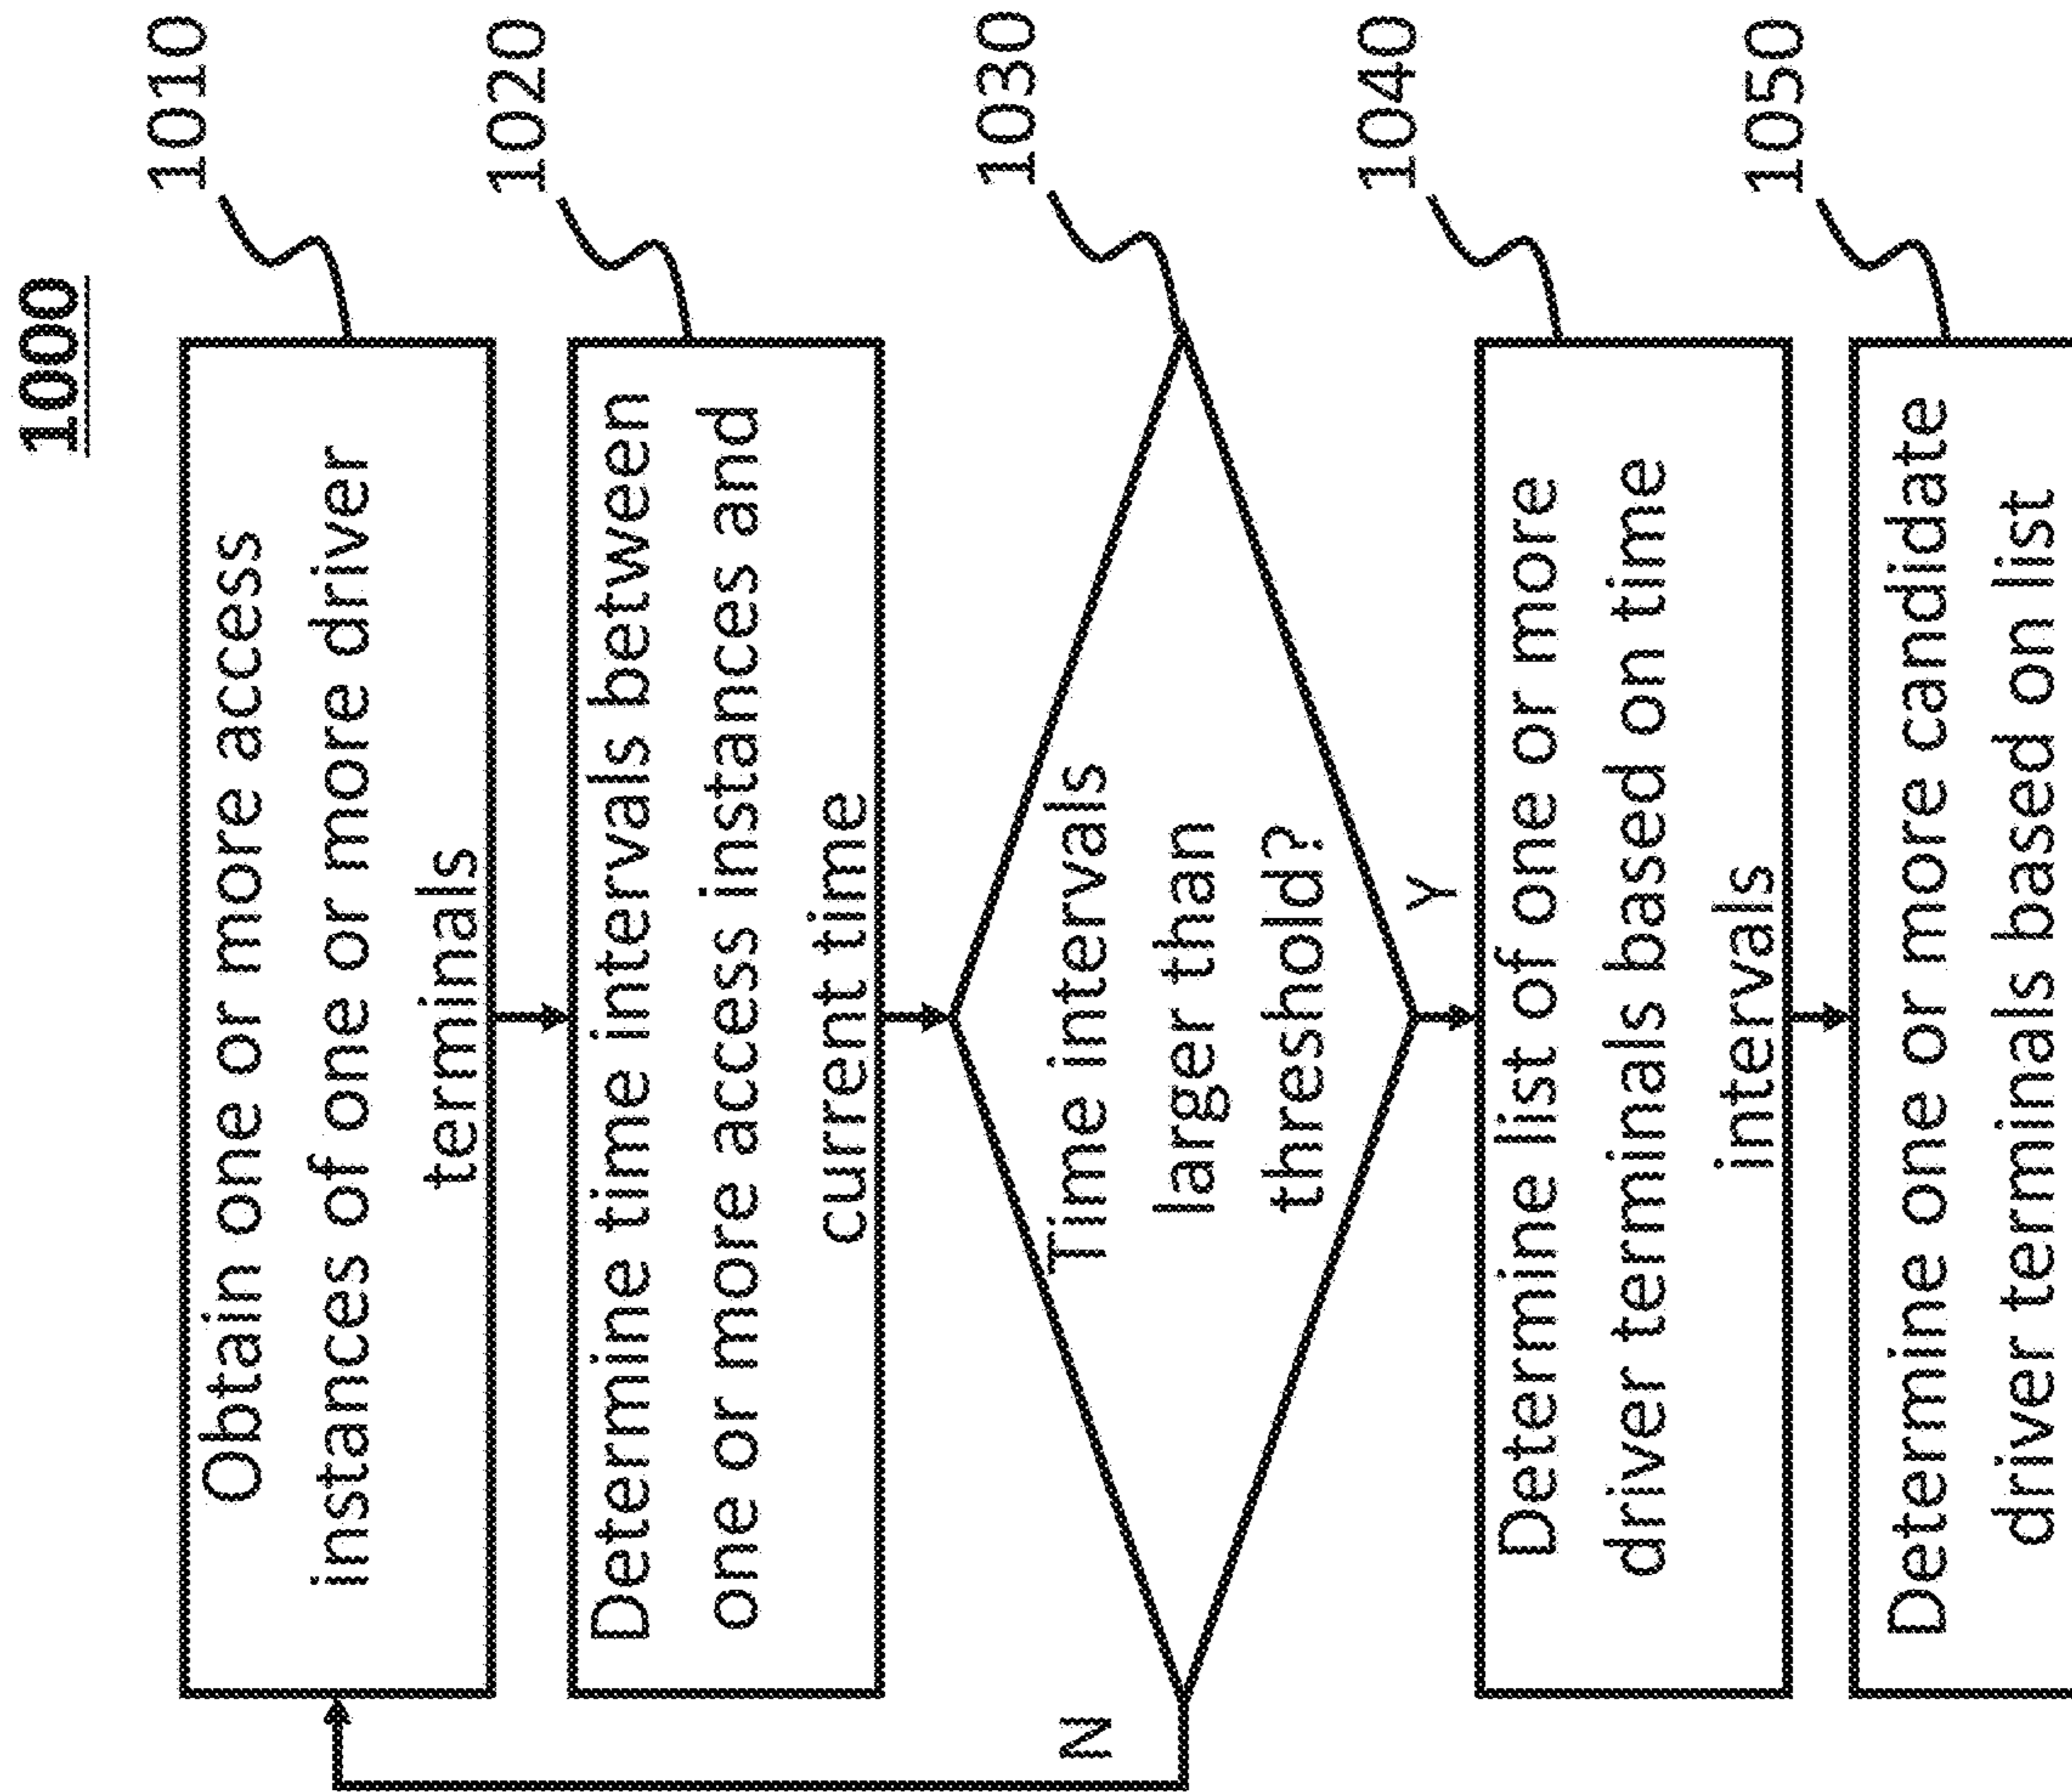 1000
Obtain one or more access
instances of one or more driver
terminals
1010
Determine time intervals between
one or more access instances and
current time
1020
Time intervals
larger than
threshold?
1030
N
Y
Determine list of one or more
driver terminals based on time
intervals
1040
Determine one or more candidate
driver terminals based on list
1050